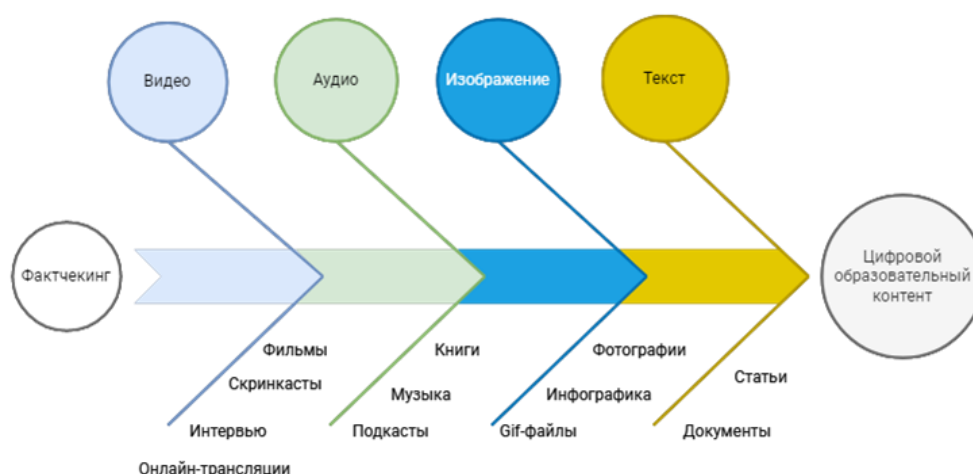 Видео
Аудио
Изображение
Текст
Фактчекинг
Цифровой
образовательный
контент
Фильмы
Скринкасты
Интервью
Онлайн-трансляции
Книги
Музыка
Подкасты
Фотографии
Инфографика
Gif-файлы
Статьи
Документы